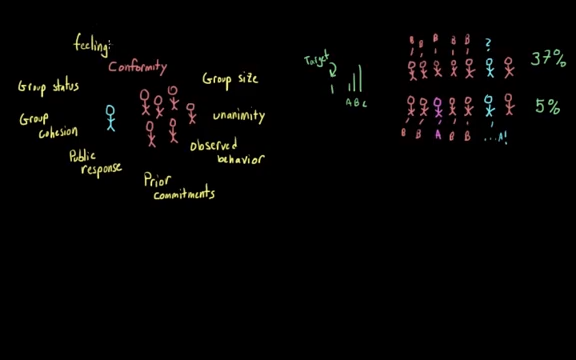 feeling:
Conformity
Group status
Group size
Group
cohesion
unanimity
Public
response
observed
behavior
Prior
commitments
Target
A B C
B B B B B ?
37%
5%
B B A B B ...A!